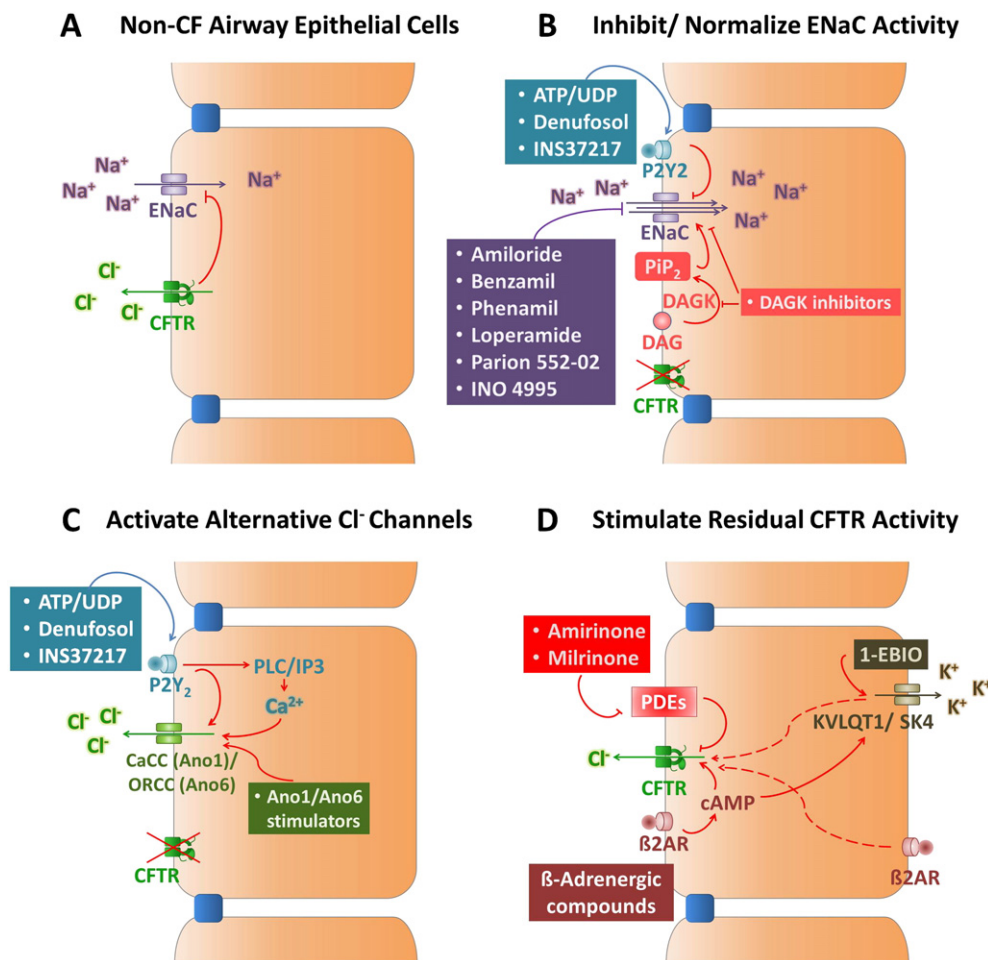 A Non-CF Airway Epithelial Cells
Na⁺
Na⁺
Na⁺
Na⁺
Na⁺
ENaC
Cl⁻
Cl⁻
Cl⁻
CFTR
B Inhibit/ Normalize ENaC Activity
• ATP/UDP
• Denufosol
• INS37217
P2Y2
Na⁺
Na⁺
Na⁺
Na⁺
Na⁺
ENaC
• Amiloride
• Benzamil
• Phenamil
• Loperamide
• Parion 552-02
• INO 4995
PiP₂
DAGK
• DAGK inhibitors
DAG
CFTR
C Activate Alternative Cl⁻ Channels
• ATP/UDP
• Denufosol
• INS37217
P2Y₂
PLC/IP3
Ca²⁺
Cl⁻
Cl⁻
Cl⁻
CaCC (Ano1)/
ORCC (Ano6)
• Ano1/Ano6
stimulators
CFTR
D Stimulate Residual CFTR Activity
• Amirinone
• Milrinone
PDEs
1-EBIO
K⁺
K⁺
K⁺
KVLQT1/ SK4
Cl⁻
CFTR
cAMP
ß2AR
ß2AR
ß-Adrenergic
compounds